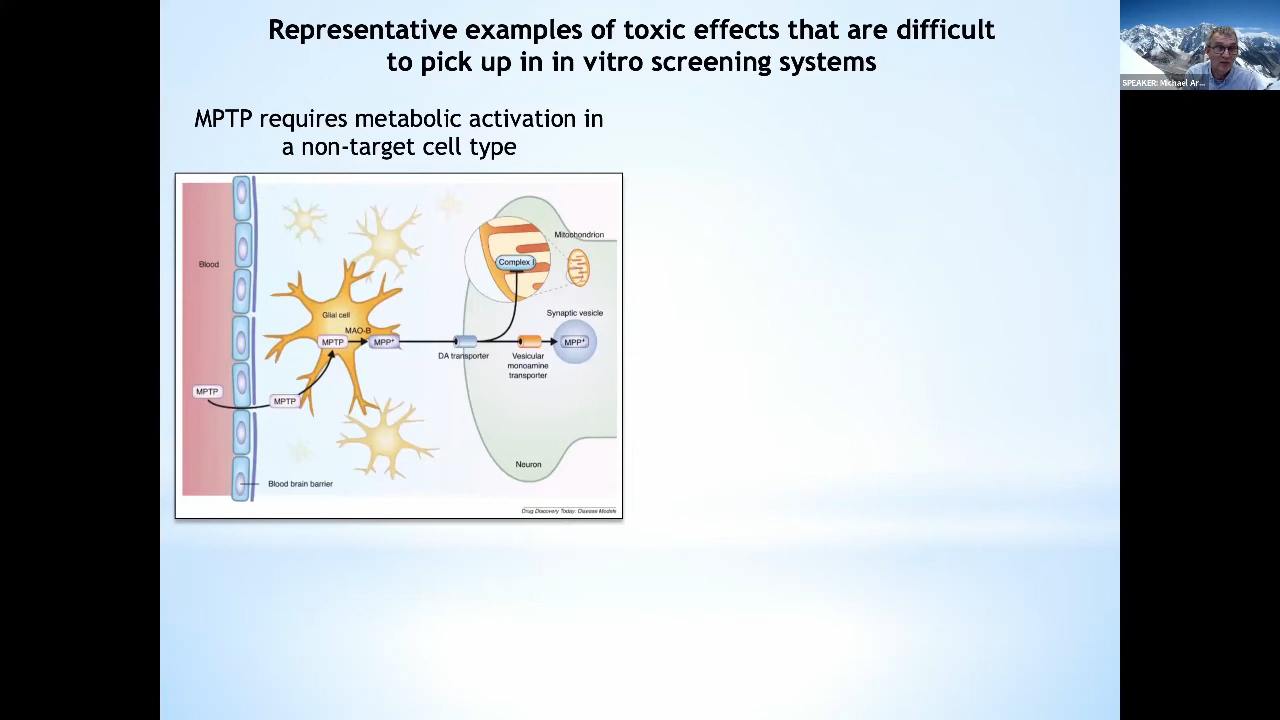 Representative examples of toxic effects that are difficult
to pick up in in vitro screening systems
SPEAKER: Michael Ar...
MPTP requires metabolic activation in
a non-target cell type
Mitochondrion
Blood
Complex I
Glial cell
Synaptic vesicle
MAO-B
MPTP
MPP+
MPP+
DA transporter
Vesicular
monoamine
transporter
MPTP
MPTP
Neuron
Blood brain barrier
Drug Discovery Today: Disease Models